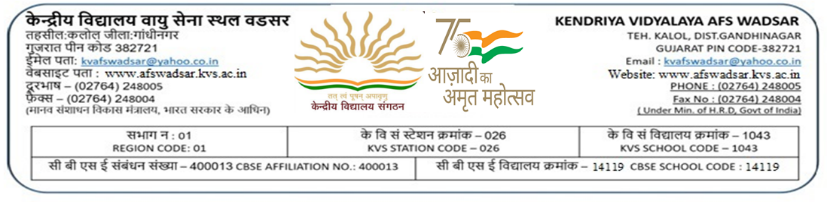 केन्द्रीय विद्यालय वायु सेना स्थल वडसर
तहसील:कलोल् जीला:गांधीनगर
गुजरात पीन कोड 382721
ईमेल पता: kvafswadsar@yahoo.co.in
वेबसाइट पता : www.afswadsar.kvs.ac.in
दूरभाष – (02764) 248005
फ़ैक्स – (02764) 248004
(मानव संशाधन विकास मंत्रालय, भारत सरकार के आधिन)
तत् त्वं पूषन् अपावृणु
केन्द्रीय विद्यालय संगठन
75
आज़ादी का
अमृत महोत्सव
KENDRIYA VIDYALAYA AFS WADSAR
TEH. KALOL, DIST.GANDHINAGAR
GUJARAT PIN CODE-382721
Email : kvafswadsar@yahoo.co.in
Website: www.afswadsar.kvs.ac.in
PHONE : (02764) 248005
Fax No : (02764) 248004
( Under Min. of H.R.D, Govt of India)
सभाग न : 01
REGION CODE: 01
के वि सं स्टेशन क्रमांक - 026
KVS STATION CODE – 026
के वि सं विद्यालय क्रमांक – 1043
KVS SCHOOL CODE – 1043
सी बी एस ई संबंधन संख्या – 400013 CBSE AFFILIATION NO.: 400013
सी बी एस ई विद्यालय क्रमांक – 14119 CBSE SCHOOL CODE : 14119